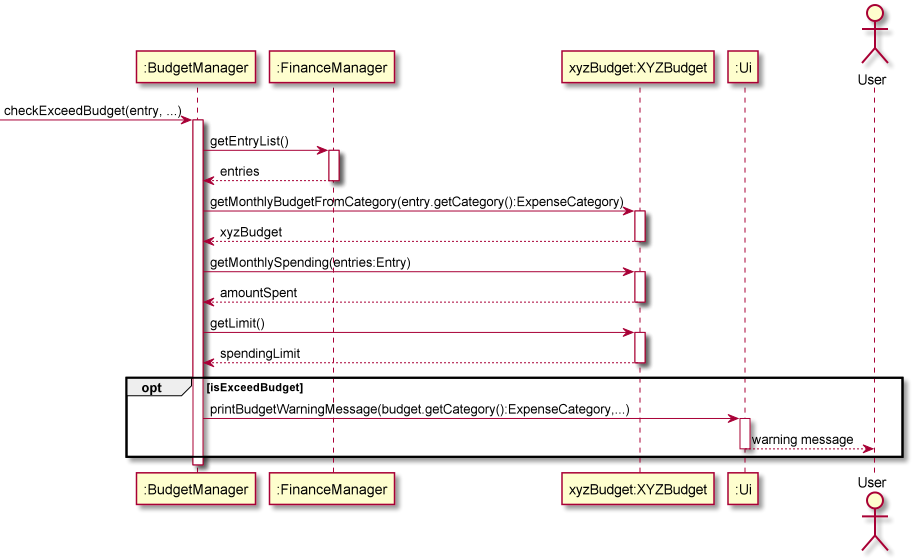 User
:BudgetManager
:FinanceManager
xyzBudget:XYZBudget
:Ui
checkExceedBudget(entry, ...)
getEntryList()
entries
getMonthlyBudgetFromCategory(entry.getCategory():ExpenseCategory)
xyzBudget
getMonthlySpending(entries:Entry)
amountSpent
getLimit()
spendingLimit
opt
[isExceedBudget]
printBudgetWarningMessage(budget.getCategory():ExpenseCategory,...)
warning message
:BudgetManager
:FinanceManager
xyzBudget:XYZBudget
:Ui
User